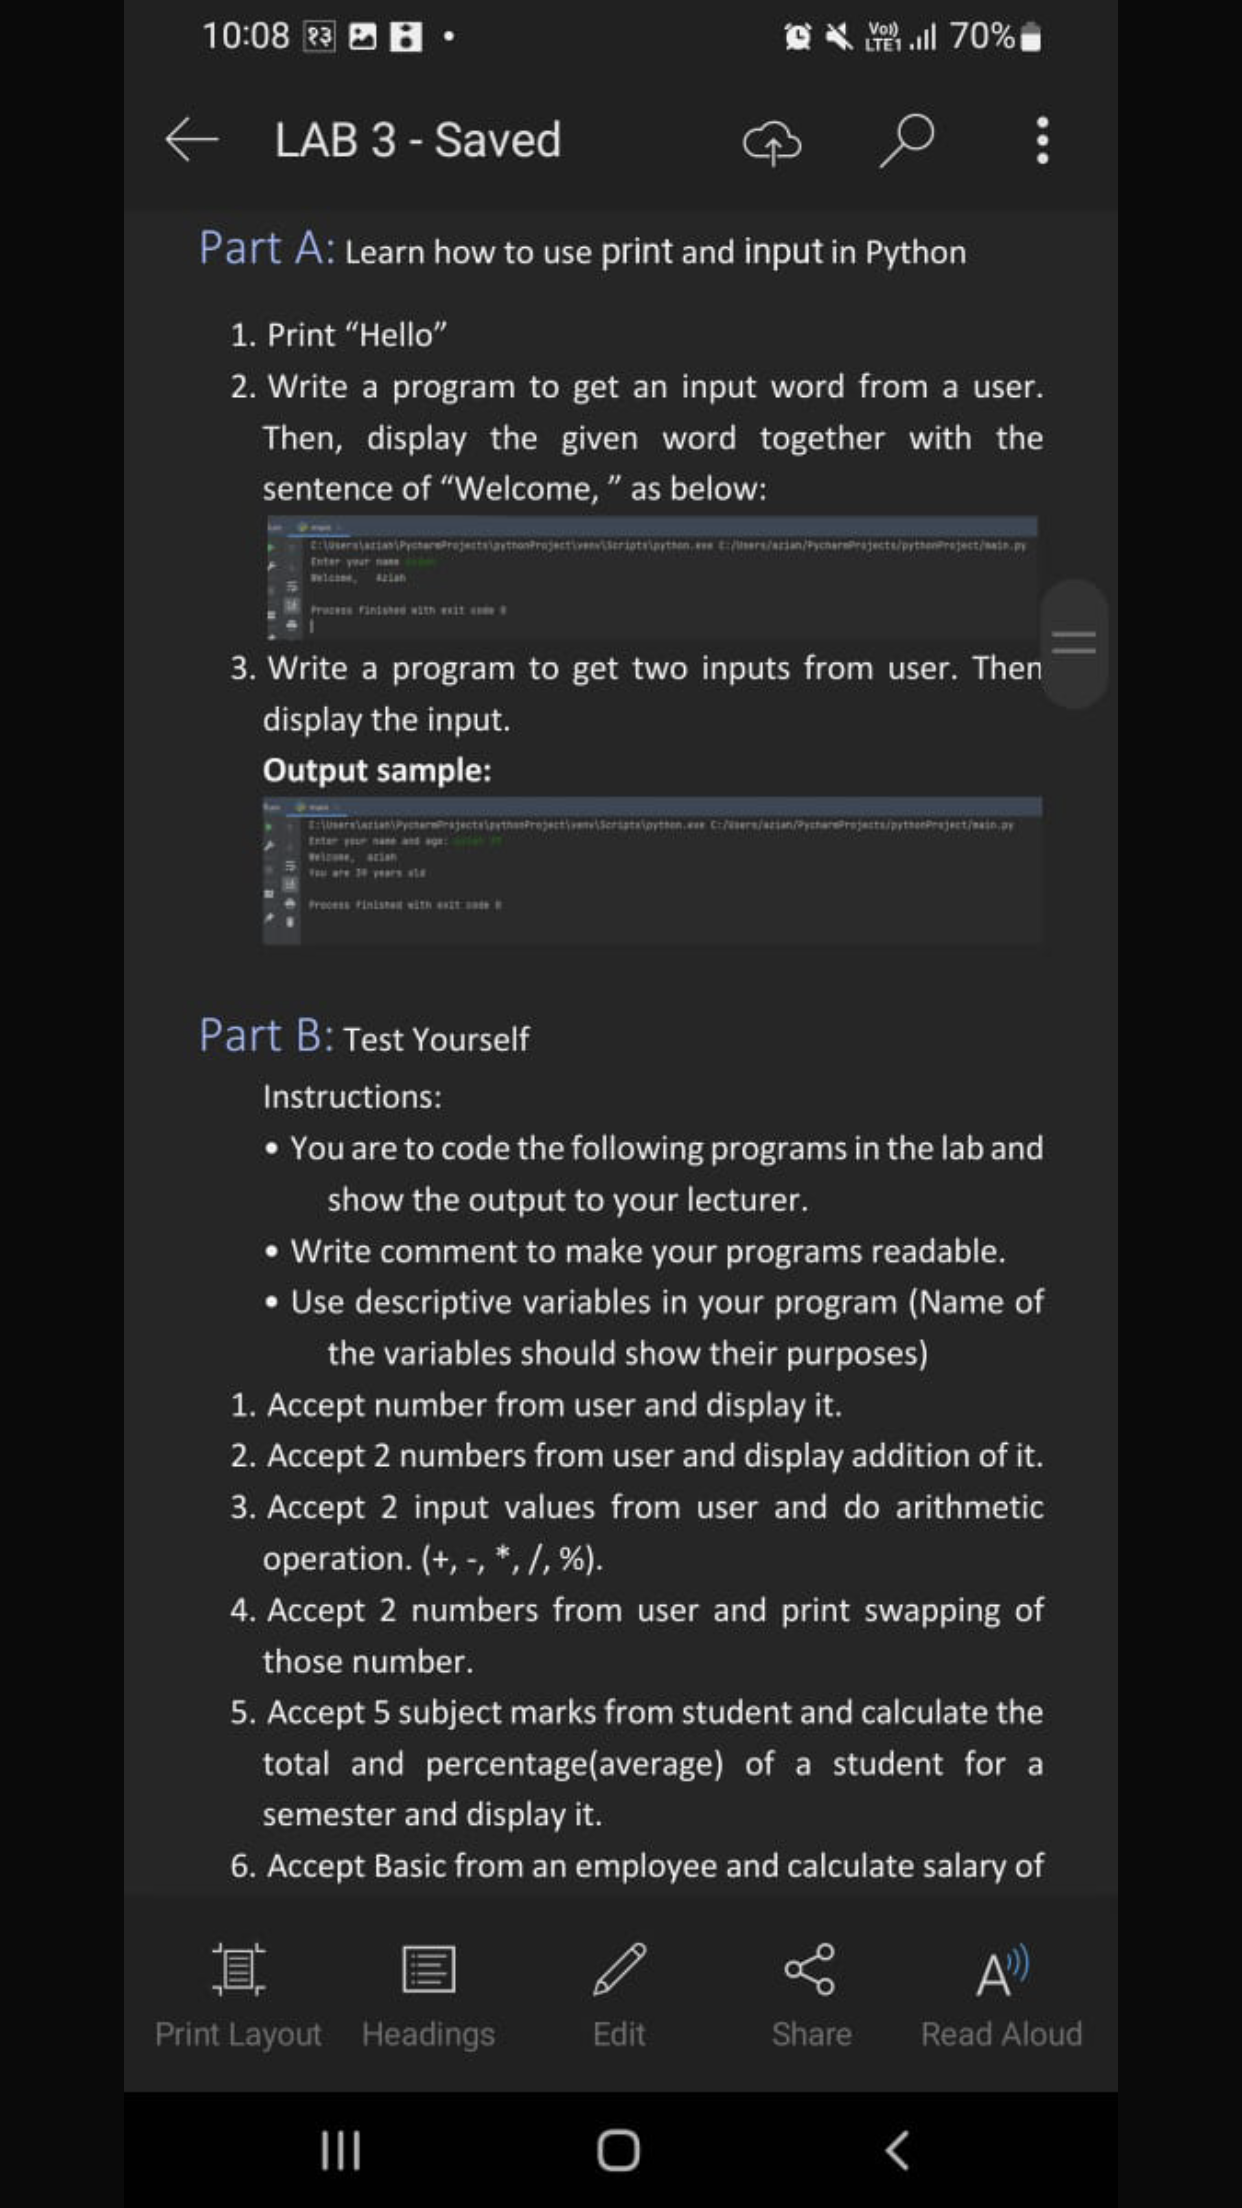 10:08 १३
Vo)) LTE1 70%
LAB 3 - Saved
Part A: Learn how to use print and input in Python
1. Print “Hello”
2. Write a program to get an input word from a user.
Then, display the given word together with the
sentence of “Welcome, ” as below:
main
C:\Users\aziah\PycharmProjects\pythonProject\venv\Scripts\python.exe C:/Users/aziah/PycharmProjects/pythonProject/main.py
Enter your name
Welcome, Aziah
Process finished with exit code 0
3. Write a program to get two inputs from user. Then
display the input.
Output sample:
main
C:\Users\aziah\PycharmProjects\pythonProject\venv\Scripts\python.exe C:/Users/aziah/PycharmProjects/pythonProject/main.py
Enter your name and age:
Welcome, aziah
You are 39 years old
Process finished with exit code 0
Part B: Test Yourself
Instructions:
• You are to code the following programs in the lab and
show the output to your lecturer.
• Write comment to make your programs readable.
• Use descriptive variables in your program (Name of
the variables should show their purposes)
1. Accept number from user and display it.
2. Accept 2 numbers from user and display addition of it.
3. Accept 2 input values from user and do arithmetic
operation. (+, -, *, /, %).
4. Accept 2 numbers from user and print swapping of
those number.
5. Accept 5 subject marks from student and calculate the
total and percentage(average) of a student for a
semester and display it.
6. Accept Basic from an employee and calculate salary of
Print Layout Headings Edit Share Read Aloud